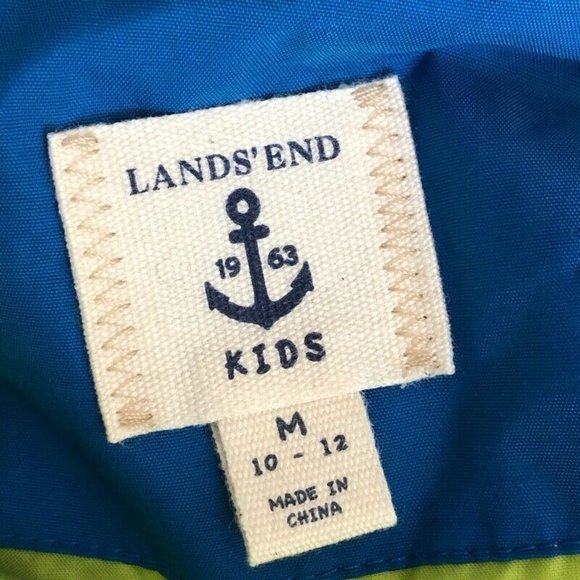 LANDS' END
19 63
KIDS
M
10 - 12
MADE IN
CHINA